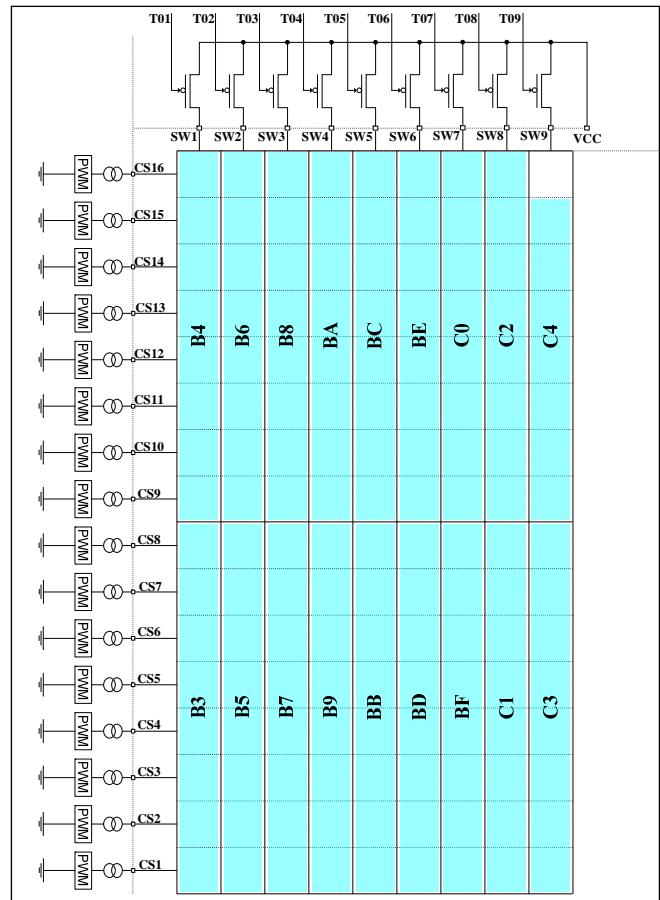 T01 T02 T03 T04 T05 T06 T07 T08 T09
SW1 SW2 SW3 SW4 SW5 SW6 SW7 SW8 SW9 VCC
PWM CS16
PWM CS15
PWM CS14
PWM CS13
B4 B6 B8 BA BC BE C0 C2 C4
PWM CS12
PWM CS11
PWM CS10
PWM CS9
PWM CS8
PWM CS7
PWM CS6
PWM CS5
B3 B5 B7 B9 BB BD BF C1 C3
PWM CS4
PWM CS3
PWM CS2
PWM CS1